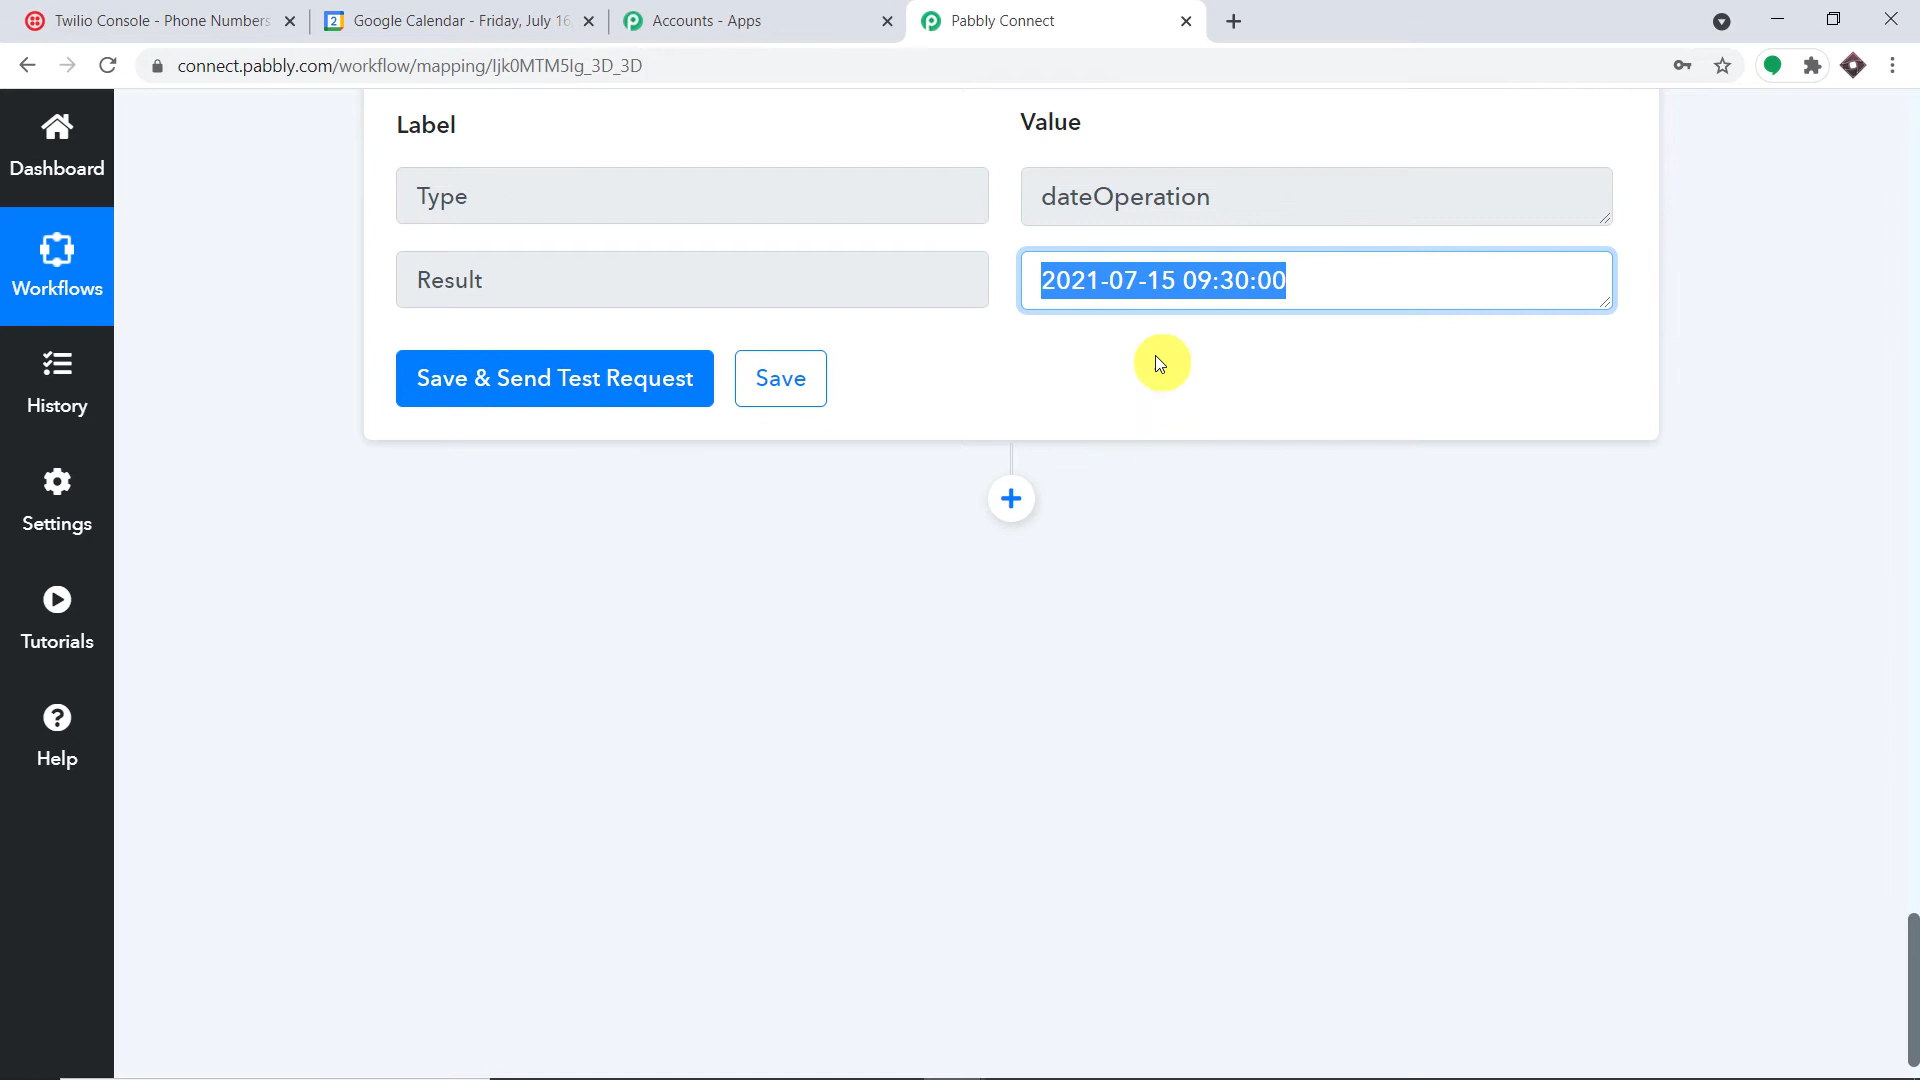 Twilio Console - Phone Numbers
Google Calendar - Friday, July 16
Accounts - Apps
Pabbly Connect
connect.pabbly.com/workflow/mapping/Ijk0MTM5Ig_3D_3D
Dashboard
Workflows
History
Settings
Tutorials
Help
Label
Value
Type
dateOperation
Result
2021-07-15 09:30:00
Save & Send Test Request
Save